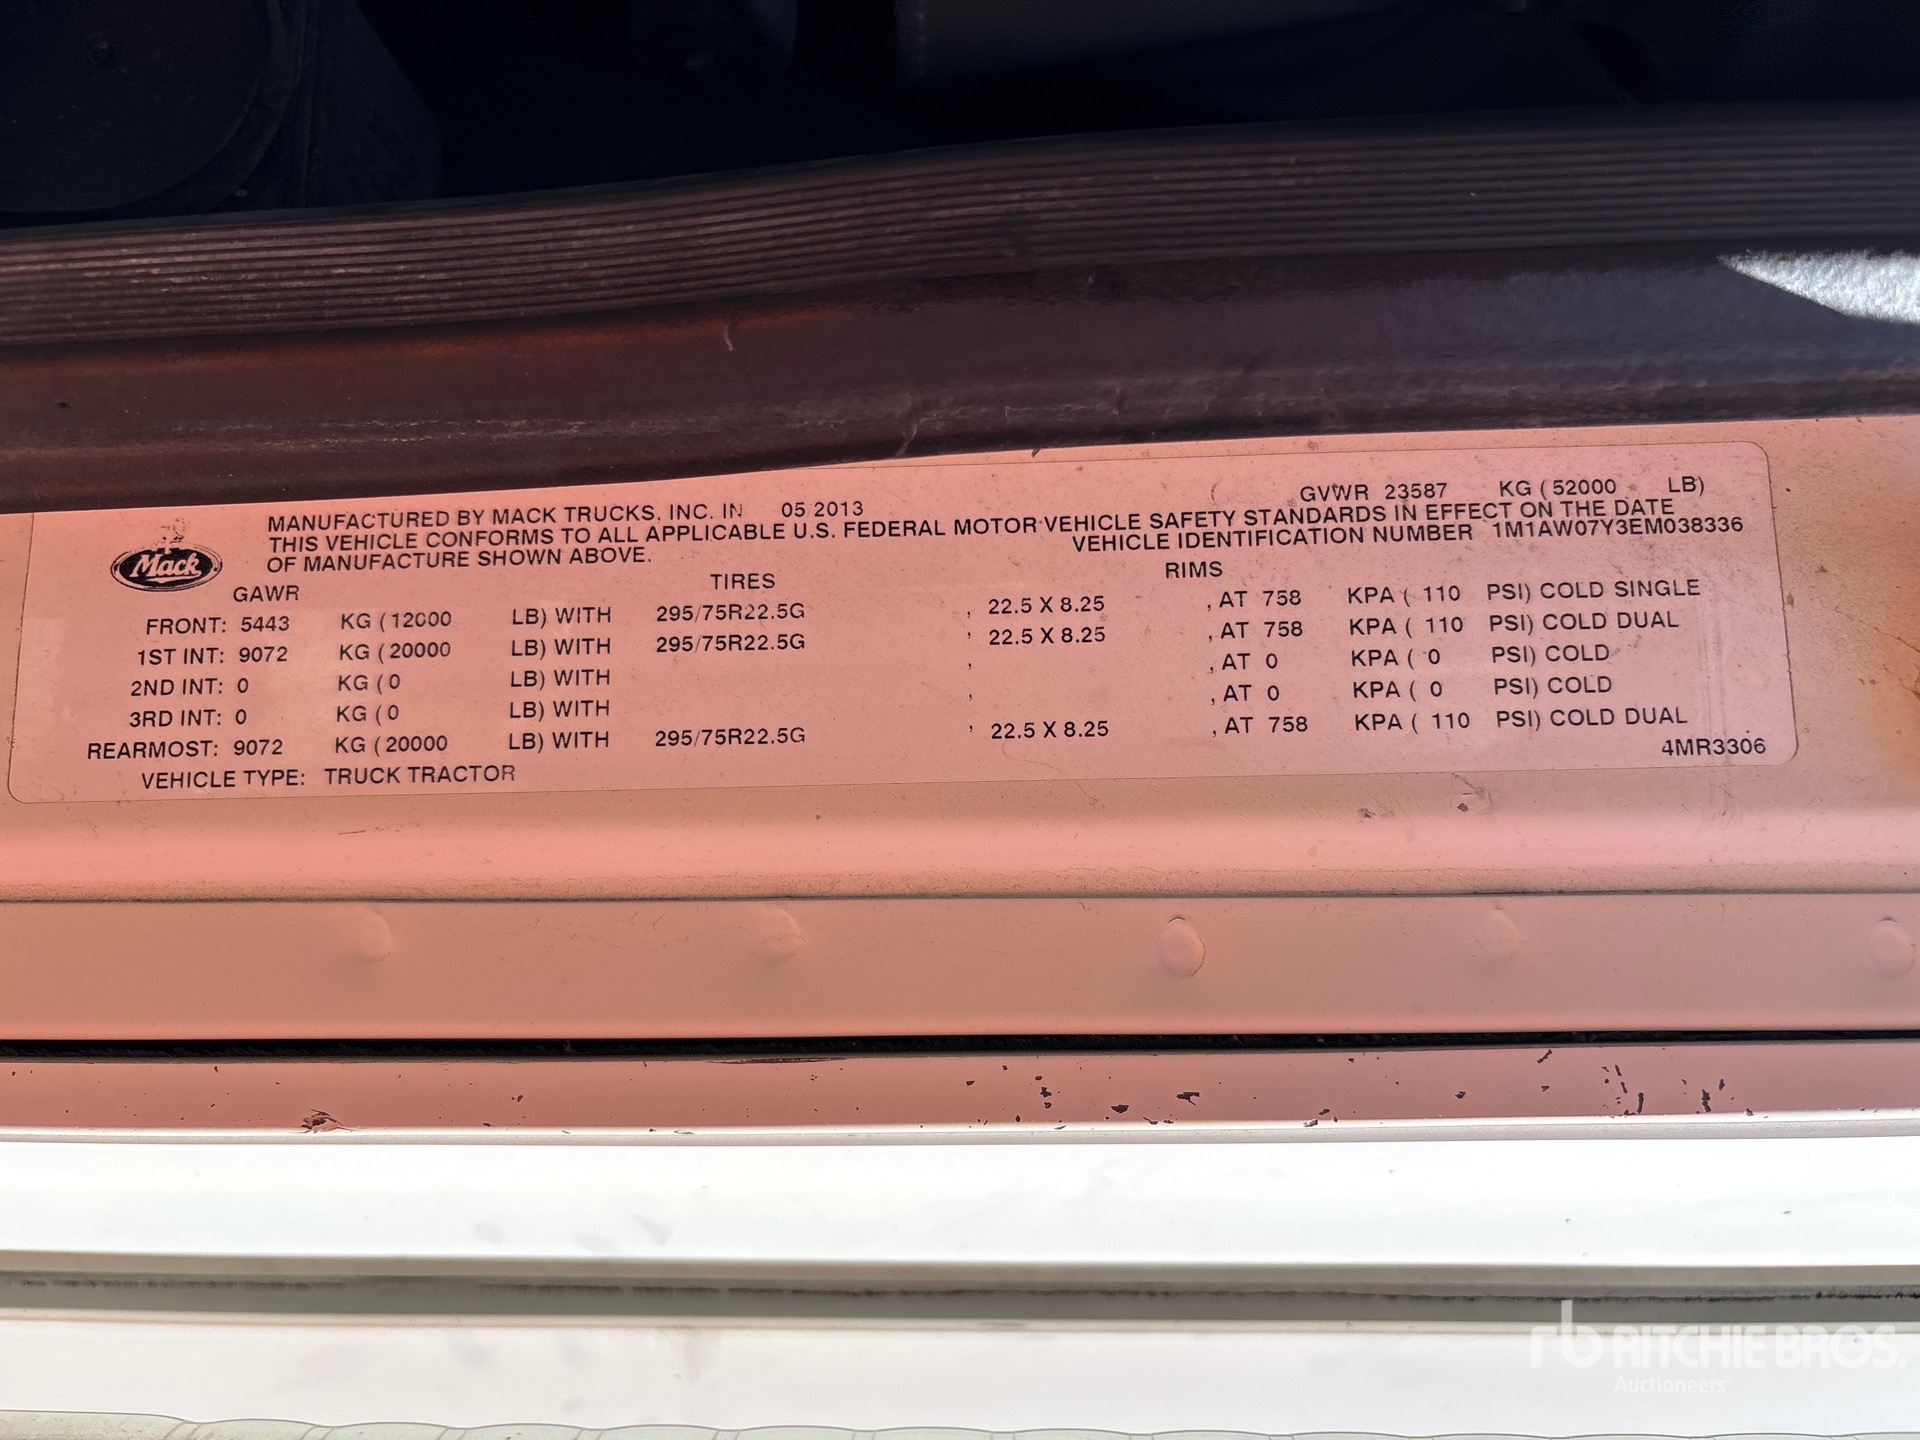 GVWR 23587 KG ( 52000 LB)
MANUFACTURED BY MACK TRUCKS, INC. IN 05 2013
THIS VEHICLE CONFORMS TO ALL APPLICABLE U.S. FEDERAL MOTOR VEHICLE SAFETY STANDARDS IN EFFECT ON THE DATE
OF MANUFACTURE SHOWN ABOVE. VEHICLE IDENTIFICATION NUMBER 1M1AW07Y3EM038336
Mack
GAWR TIRES RIMS
FRONT: 5443 KG ( 12000 LB) WITH 295/75R22.5G , 22.5 X 8.25 , AT 758 KPA ( 110 PSI) COLD SINGLE
1ST INT: 9072 KG ( 20000 LB) WITH 295/75R22.5G , 22.5 X 8.25 , AT 758 KPA ( 110 PSI) COLD DUAL
2ND INT: 0 KG ( 0 LB) WITH , , AT 0 KPA ( 0 PSI) COLD
3RD INT: 0 KG ( 0 LB) WITH , , AT 0 KPA ( 0 PSI) COLD
REARMOST: 9072 KG ( 20000 LB) WITH 295/75R22.5G , 22.5 X 8.25 , AT 758 KPA ( 110 PSI) COLD DUAL
VEHICLE TYPE: TRUCK TRACTOR 4MR3306
rb RITCHIE BROS.
Auctioneers